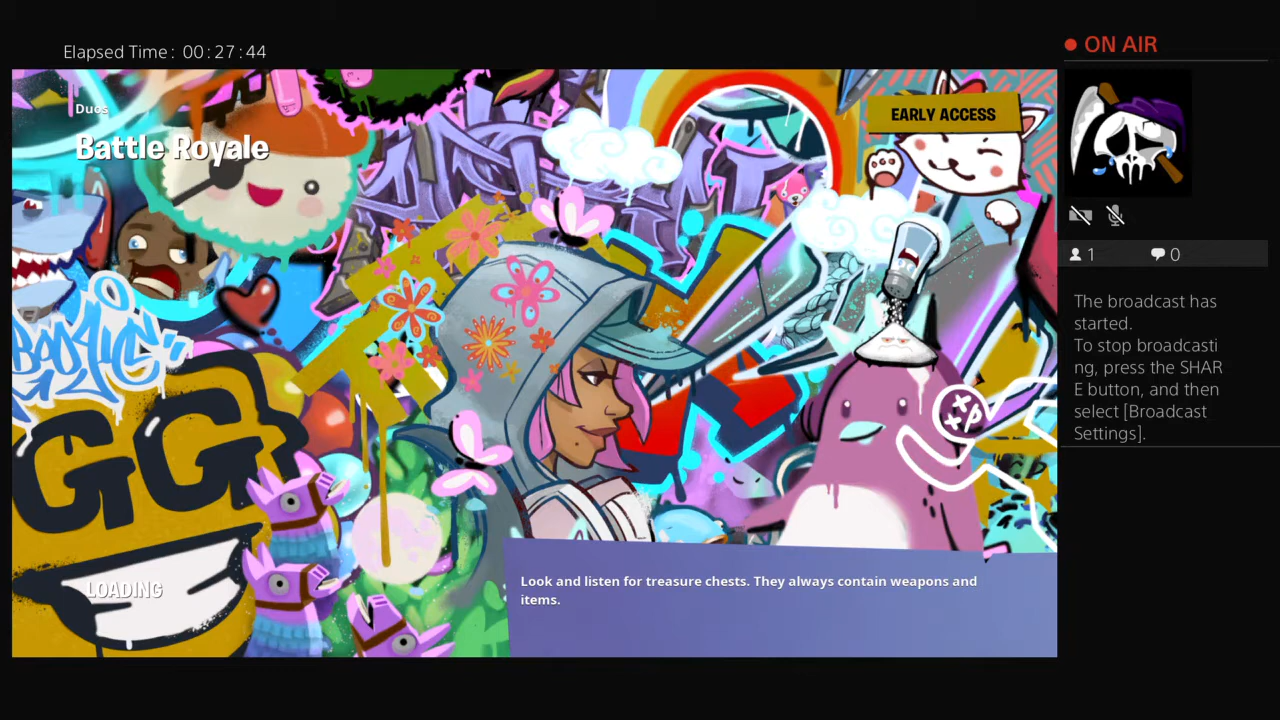 Elapsed Time: 00:27:44
ON AIR
Duos
Battle Royale
EARLY ACCESS
1
0
The broadcast has
started.
To stop broadcasti
ng, press the SHAR
E button, and then
select [Broadcast
Settings].
GG
LOADING
Look and listen for treasure chests. They always contain weapons and
items.